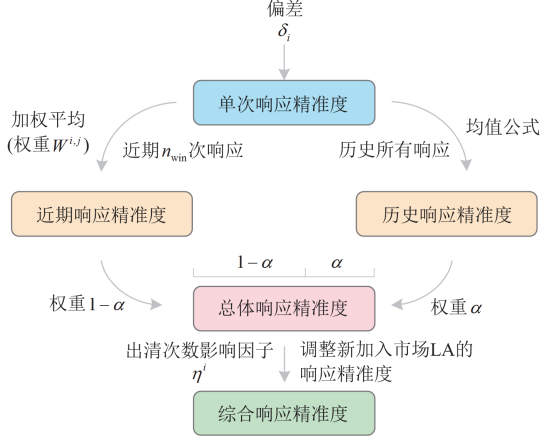 偏差
δi
单次响应精准度
加权平均
(权重W^{i,j})
近期n_{win}次响应
历史所有响应
均值公式
近期响应精准度
历史响应精准度
1−α
α
权重1−α
总体响应精准度
权重α
出清次数影响因子
η^{i}
调整新加入市场LA的
响应精准度
综合响应精准度